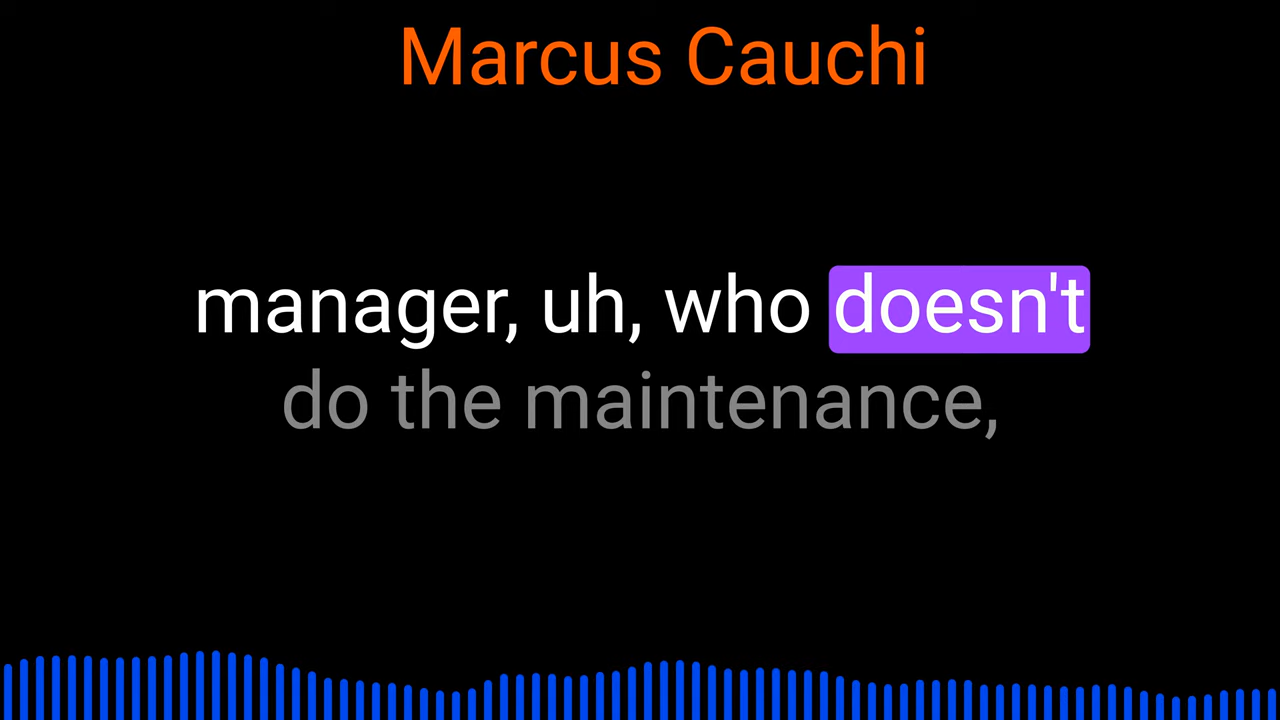 Marcus Cauchi
manager, uh, who doesn't
do the maintenance,